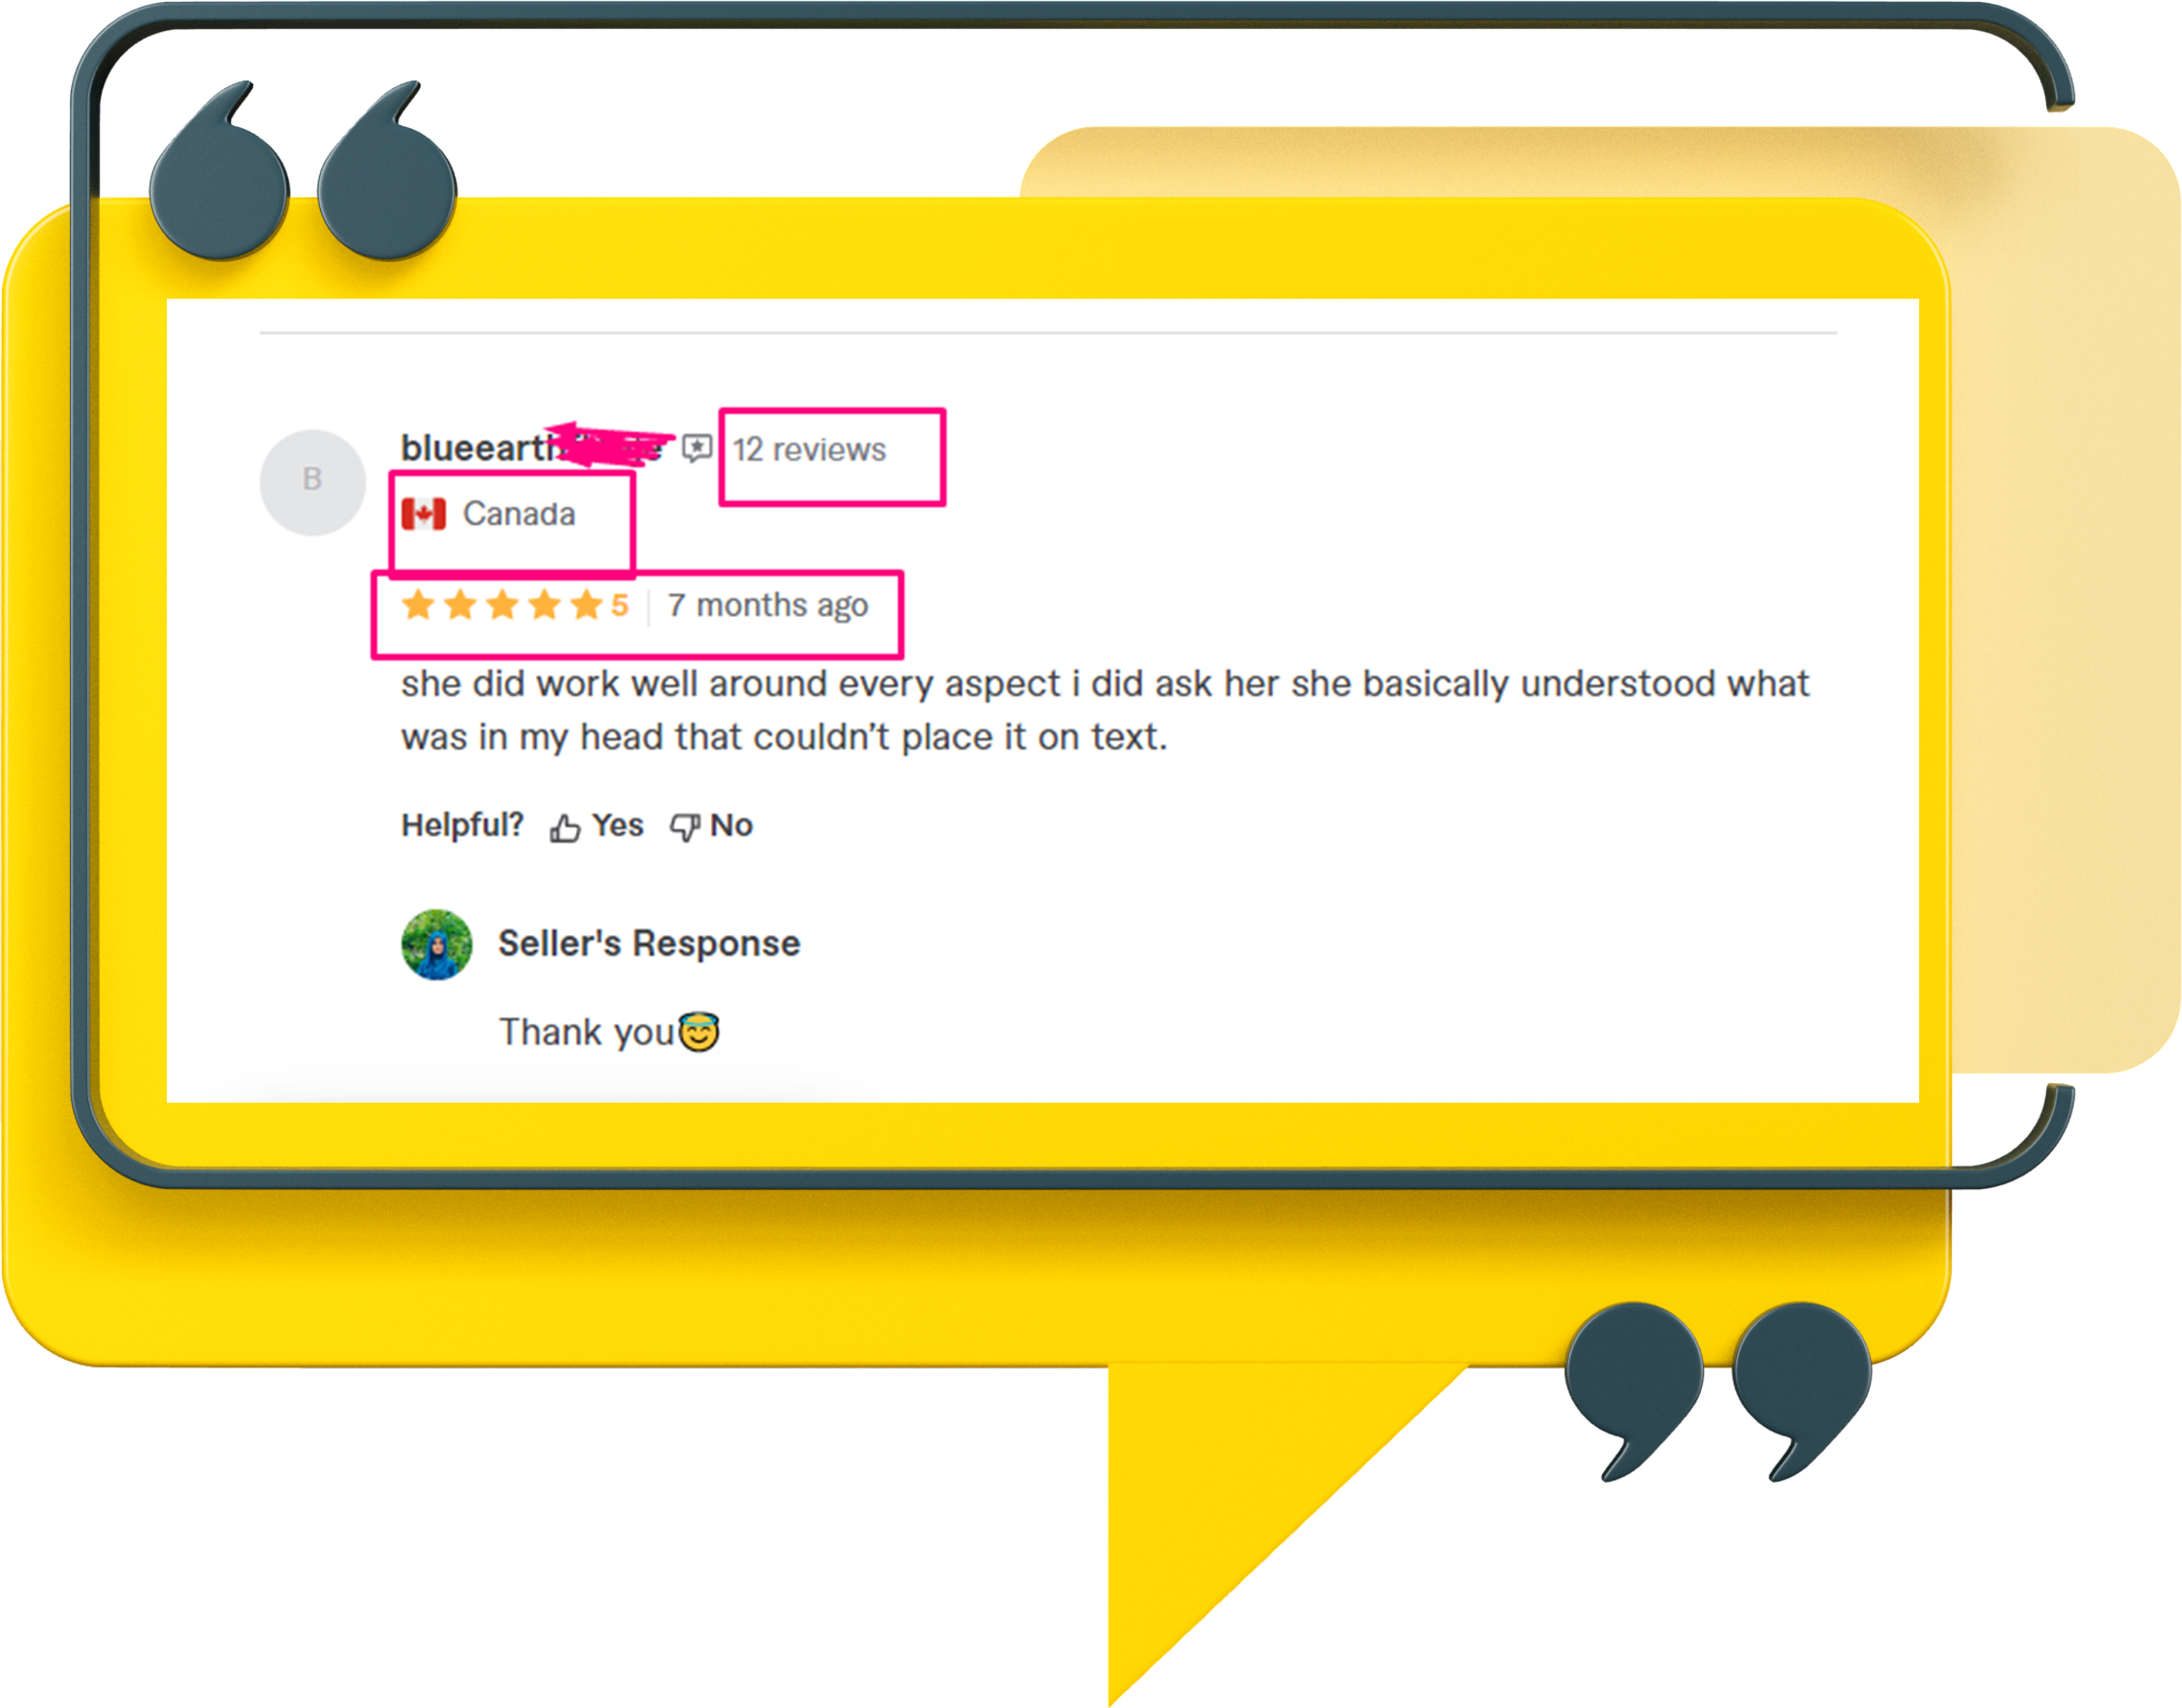 B
12 reviews
Canada
5 7 months ago
she did work well around every aspect i did ask her she basically understood what
was in my head that couldn’t place it on text.
Helpful? Yes No
Seller's Response
Thank you😇